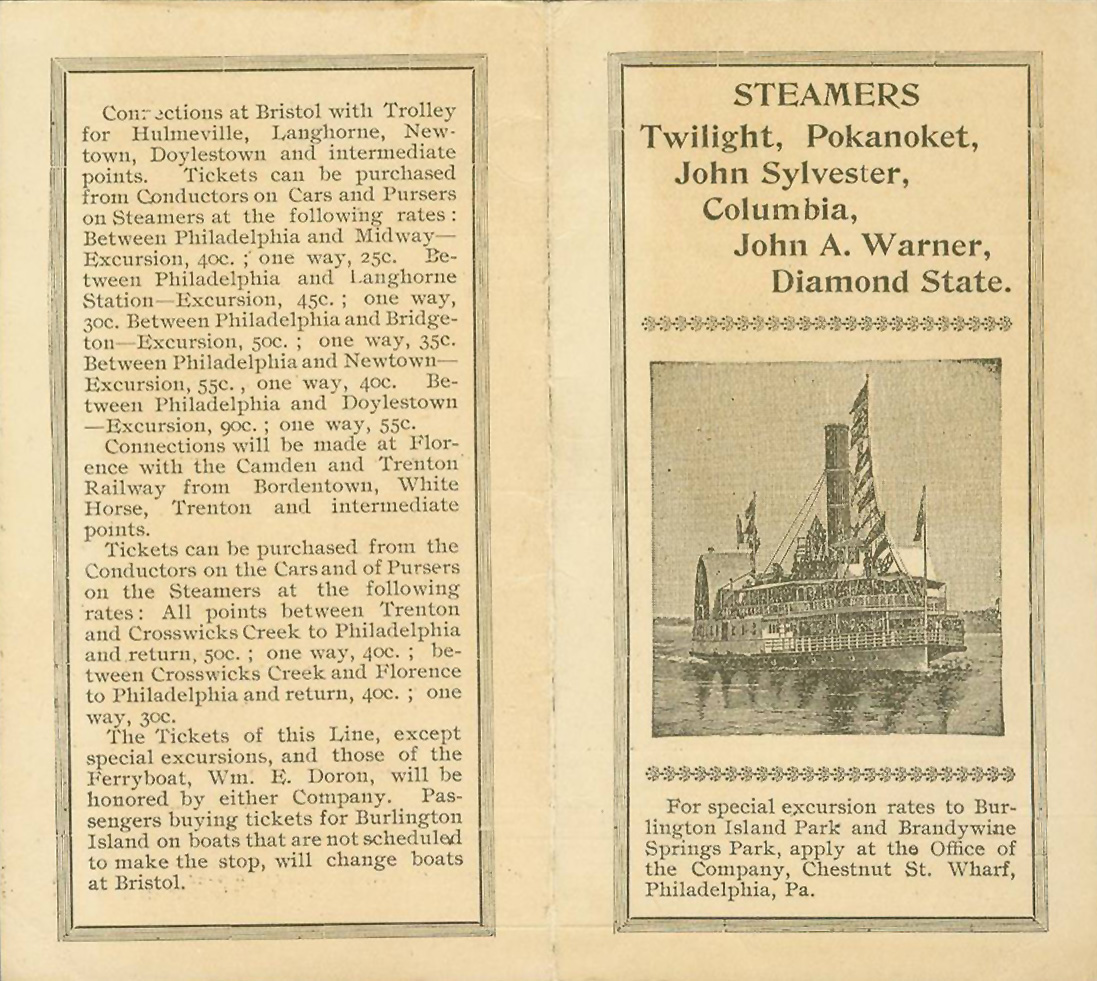 Connections at Bristol with Trolley
for Hulmeville, Langhorne, New-
town, Doylestown and intermediate
points. Tickets can be purchased
from Conductors on Cars and Pursers
on Steamers at the following rates :
Between Philadelphia and Midway—
Excursion, 40c. ; one way, 25c. Be-
tween Philadelphia and Langhorne
Station—Excursion, 45c. ; one way,
30c. Between Philadelphia and Bridge-
ton—Excursion, 50c. ; one way, 35c.
Between Philadelphia and Newtown—
Excursion, 55c. , one way, 40c. Be-
tween Philadelphia and Doylestown
—Excursion, 90c. ; one way, 55c.
Connections will be made at Flor-
ence with the Camden and Trenton
Railway from Bordentown, White
Horse, Trenton and intermediate
points.
Tickets can be purchased from the
Conductors on the Cars and of Pursers
on the Steamers at the following
rates : All points between Trenton
and Crosswicks Creek to Philadelphia
and return, 50c. ; one way, 40c. ; be-
tween Crosswicks Creek and Florence
to Philadelphia and return, 40c. ; one
way, 30c.
The Tickets of this Line, except
special excursions, and those of the
Ferryboat, Wm. E. Doron, will be
honored by either Company. Pas-
sengers buying tickets for Burlington
Island on boats that are not scheduled
to make the stop, will change boats
at Bristol.
STEAMERS
Twilight, Pokanoket,
John Sylvester,
Columbia,
John A. Warner,
Diamond State.
For special excursion rates to Bur-
lington Island Park and Brandywine
Springs Park, apply at the Office of
the Company, Chestnut St. Wharf,
Philadelphia, Pa.